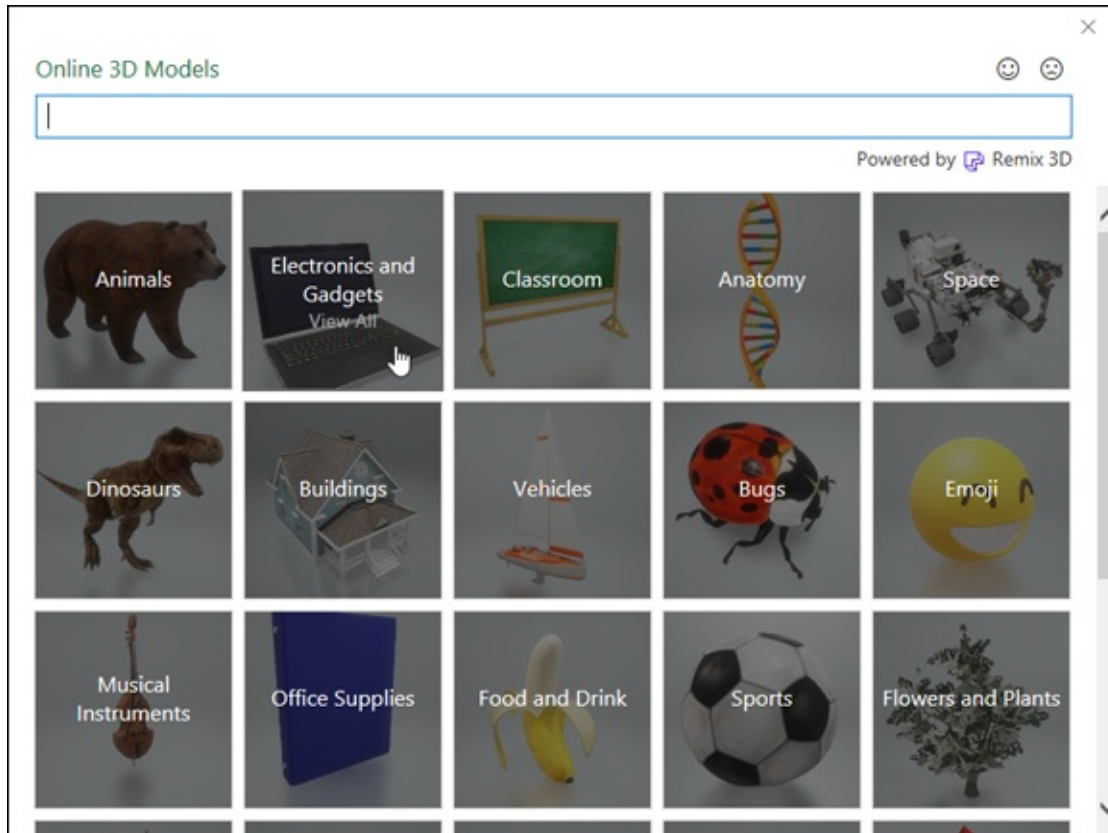 Online 3D Models
Powered by Remix 3D
Animals
Electronics and
Gadgets
View All
Classroom
Anatomy
Space
Dinosaurs
Buildings
Vehicles
Bugs
Emoji
Musical
Instruments
Office Supplies
Food and Drink
Sports
Flowers and Plants